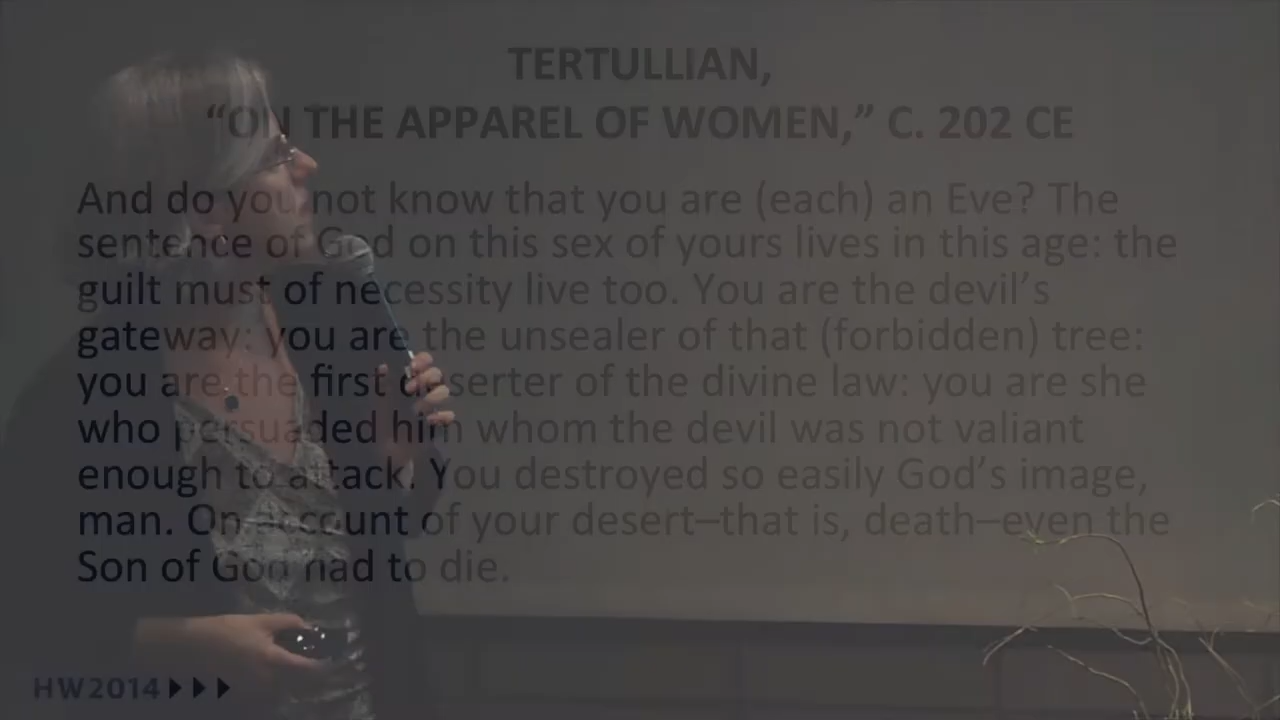 TERTULLIAN,
“ON THE APPAREL OF WOMEN,” C. 202 CE
And do you not know that you are (each) an Eve? The
sentence of God on this sex of yours lives in this age: the
guilt must of necessity live too. You are the devil’s
gateway: you are the unsealer of that (forbidden) tree:
you are the first deserter of the divine law: you are she
who persuaded him whom the devil was not valiant
enough to attack. You destroyed so easily God’s image,
man. On account of your desert–that is, death–even the
Son of God had to die.
HW2014